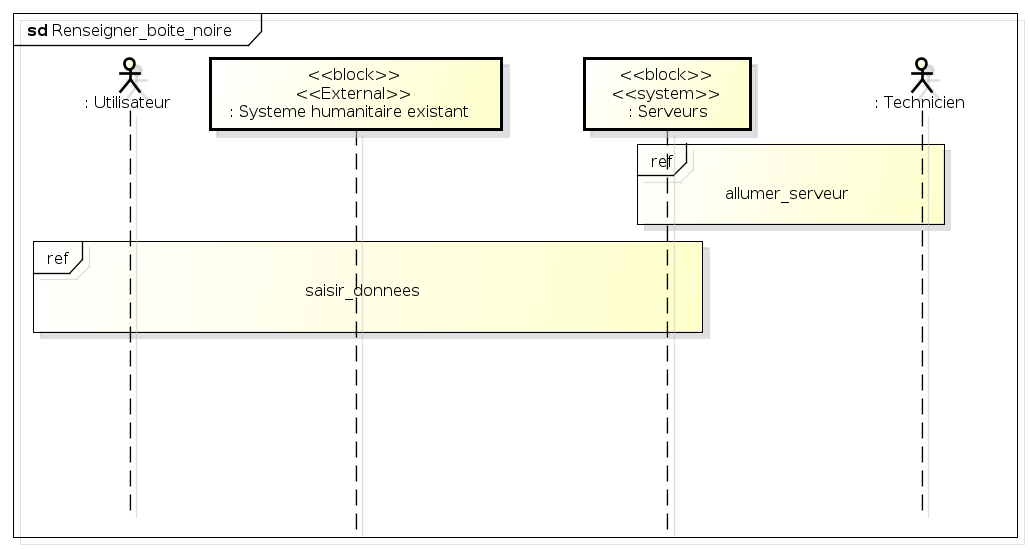 sd Renseigner_boite_noire
: Utilisateur
<<block>>
<<External>>
: Systeme humanitaire existant
<<block>>
<<system>>
: Serveurs
: Technicien
ref
allumer_serveur
ref
saisir_donnees